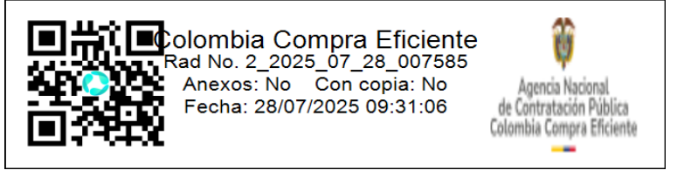 Colombia Compra Eficiente
Rad No. 2_2025_07_28_007585
Anexos: No Con copia: No
Fecha: 28/07/2025 09:31:06
Agencia Nacional
de Contratación Pública
Colombia Compra Eficiente